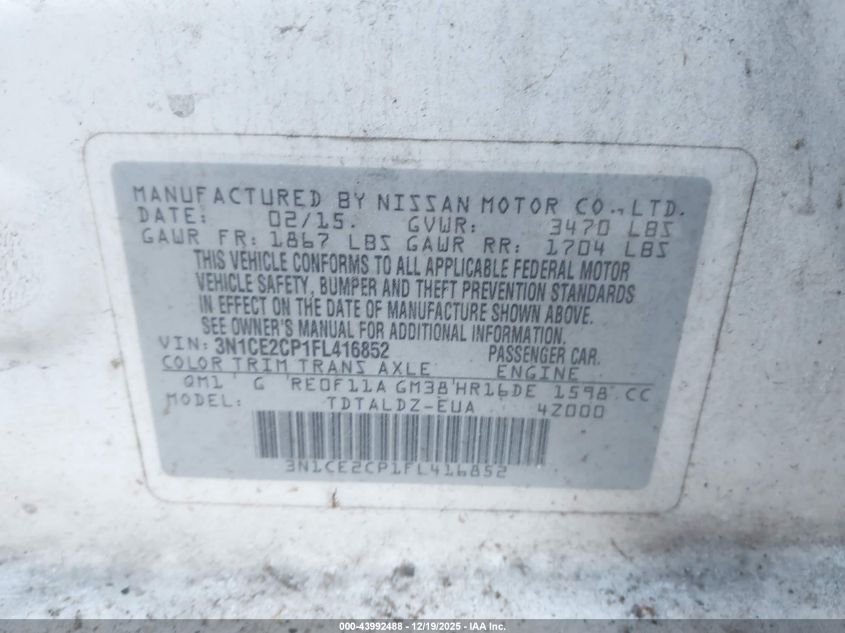 MANUFACTURED BY NISSAN MOTOR CO., LTD.
DATE: 02/15. GVWR: 3470 LBS
GAWR FR: 1867 LBS GAWR RR: 1704 LBS
THIS VEHICLE CONFORMS TO ALL APPLICABLE FEDERAL MOTOR
VEHICLE SAFETY, BUMPER AND THEFT PREVENTION STANDARDS
IN EFFECT ON THE DATE OF MANUFACTURE SHOWN ABOVE.
SEE OWNER'S MANUAL FOR ADDITIONAL INFORMATION.
VIN: 3N1CE2CP1FL416852 PASSENGER CAR.
COLOR TRIM TRANS AXLE ENGINE
QM1 G RE0F11A GM38 HR16DE 1598 CC
MODEL: TDTALDZ-EUA 4Z000
3N1CE2CP1FL416852
000-43992488 - 12/19/2025 - IAA Inc.